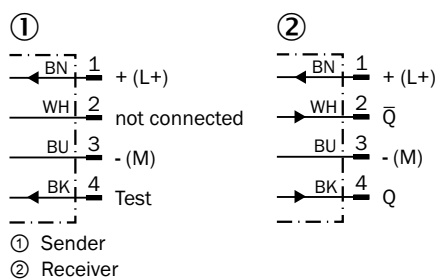 ① ②
BN 1 + (L+) BN 1 + (L+)
WH 2 not connected WH 2 Q̅
BU 3 - (M) BU 3 - (M)
BK 4 Test BK 4 Q
① Sender
② Receiver